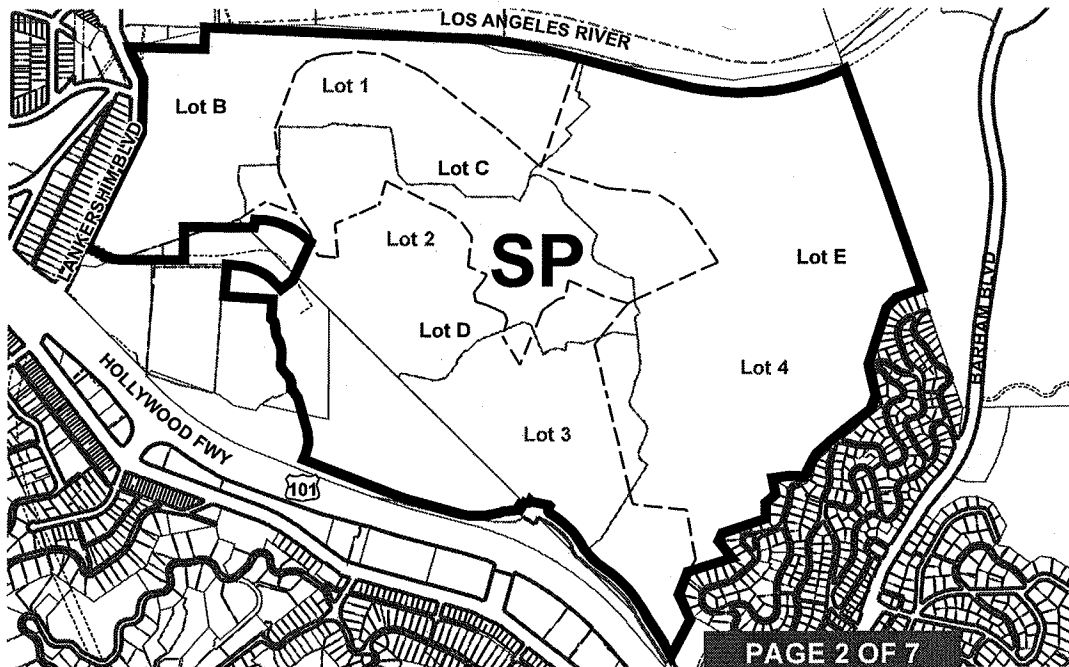 LOS ANGELES RIVER
Lot 1
Lot B
LANKERSHIM BLVD
Lot C
Lot 2
SP
Lot E
Lot D
BARHAM BLVD
Lot 4
HOLLYWOOD FWY
Lot 3
101
PAGE 2 OF 7